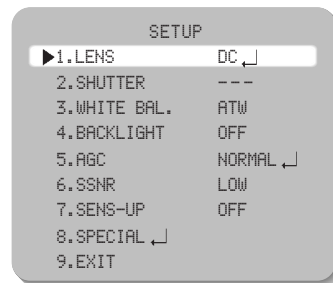 SETUP
▶1.LENS DC ↵
2.SHUTTER ---
3.WHITE BAL. ATW
4.BACKLIGHT OFF
5.AGC NORMAL ↵
6.SSNR LOW
7.SENS-UP OFF
8.SPECIAL ↵
9.EXIT